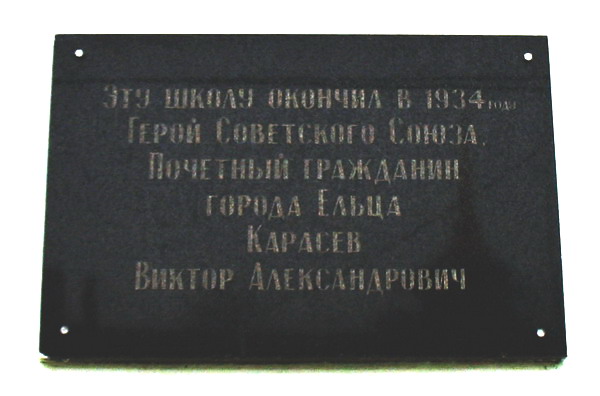 Эту школу окончил в 1934 году
Герой Советского Союза,
Почетный гражданин
города Ельца
Карасев
Виктор Александрович